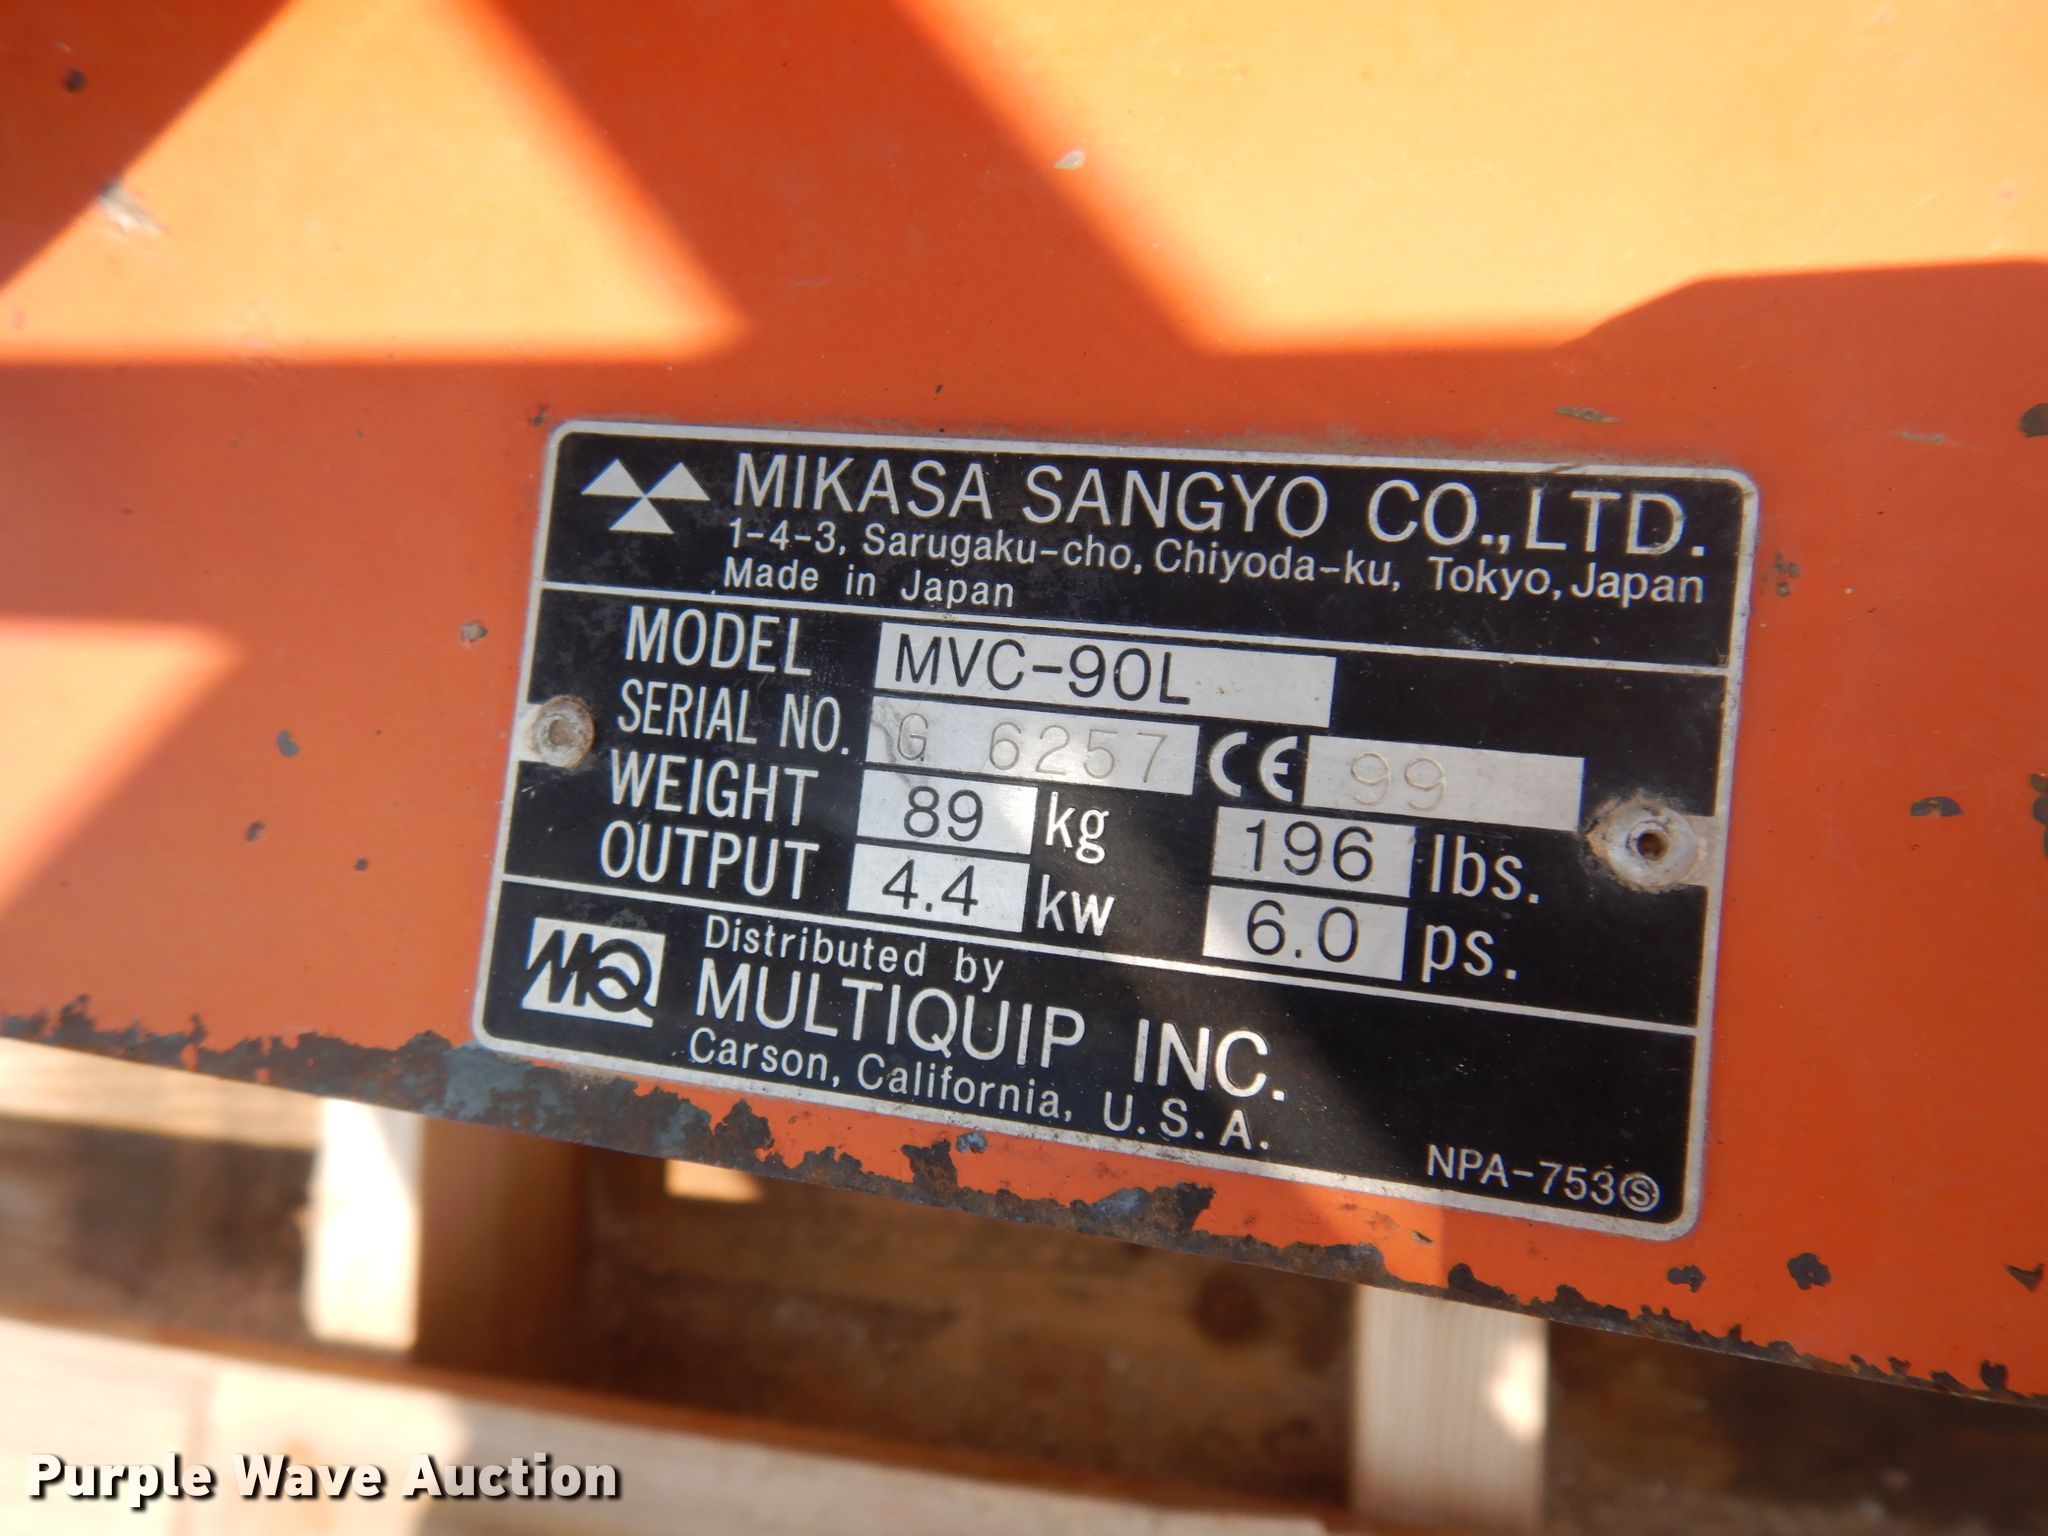 MIKASA SANGYO CO.,LTD.
1-4-3, Sarugaku-cho, Chiyoda-ku, Tokyo, Japan
Made in Japan
MODEL MVC-90L
SERIAL NO. G 6257 CE 99
WEIGHT 89 kg 196 lbs.
OUTPUT 4.4 kw 6.0 ps.
MQ Distributed by
MULTIQUIP INC.
Carson, California, U.S.A.
NPA-753Ⓢ
Purple Wave Auction